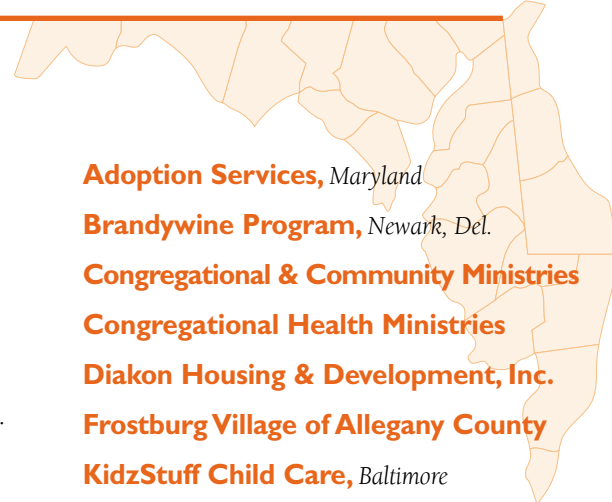 Adoption Services, Maryland
Brandywine Program, Newark, Del.
Congregational & Community Ministries
Congregational Health Ministries
Diakon Housing & Development, Inc.
.
Frostburg Village of Allegany County
KidzStuff Child Care, Baltimore